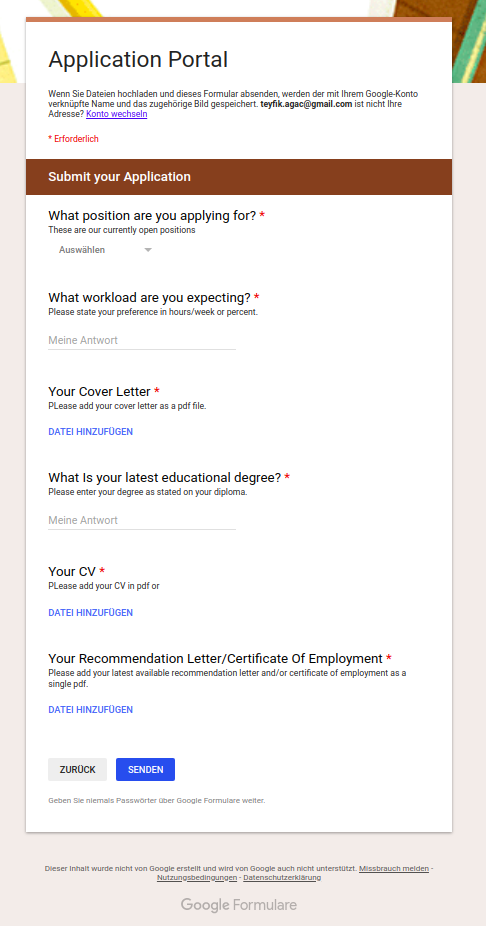 Application Portal
Wenn Sie Dateien hochladen und dieses Formular absenden, werden der mit Ihrem Google-Konto
verknüpfte Name und das zugehörige Bild gespeichert. teyfik.agac@gmail.com ist nicht Ihre
Adresse? Konto wechseln
* Erforderlich
Submit your Application
What position are you applying for? *
These are our currently open positions
Auswählen
What workload are you expecting? *
Please state your preference in hours/week or percent.
Meine Antwort
Your Cover Letter *
PLease add your cover letter as a pdf file.
DATEI HINZUFÜGEN
What Is your latest educational degree? *
Please enter your degree as stated on your diploma.
Meine Antwort
Your CV *
PLease add your CV in pdf or
DATEI HINZUFÜGEN
Your Recommendation Letter/Certificate Of Employment *
Please add your latest available recommendation letter and/or certificate of employment as a
single pdf.
DATEI HINZUFÜGEN
ZURÜCK SENDEN
Geben Sie niemals Passwörter über Google Formulare weiter.
Dieser Inhalt wurde nicht von Google erstellt und wird von Google auch nicht unterstützt. Missbrauch melden -
Nutzungsbedingungen - Datenschutzerklärung
Google Formulare